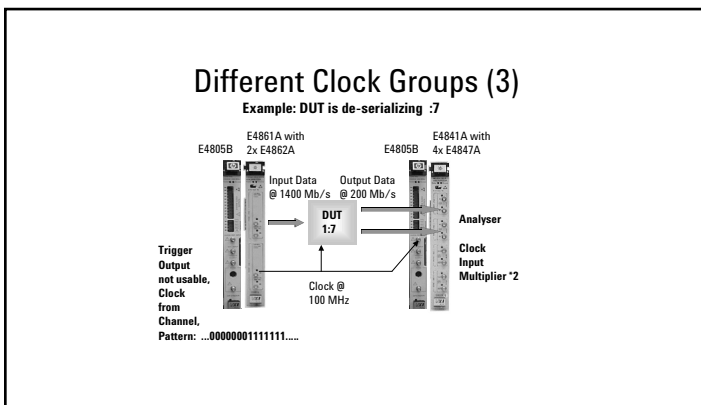 Different Clock Groups (3)
Example: DUT is de-serializing :7
E4805B
E4861A with
2x E4862A
E4805B
E4841A with
4x E4847A
Input Data
@ 1400 Mb/s
Output Data
@ 200 Mb/s
DUT
1:7
Analyser
Clock
Input
Multiplier *2
Trigger
Output
not usable,
Clock
from
Channel,
Pattern: ...00000001111111.....
Clock @
100 MHz